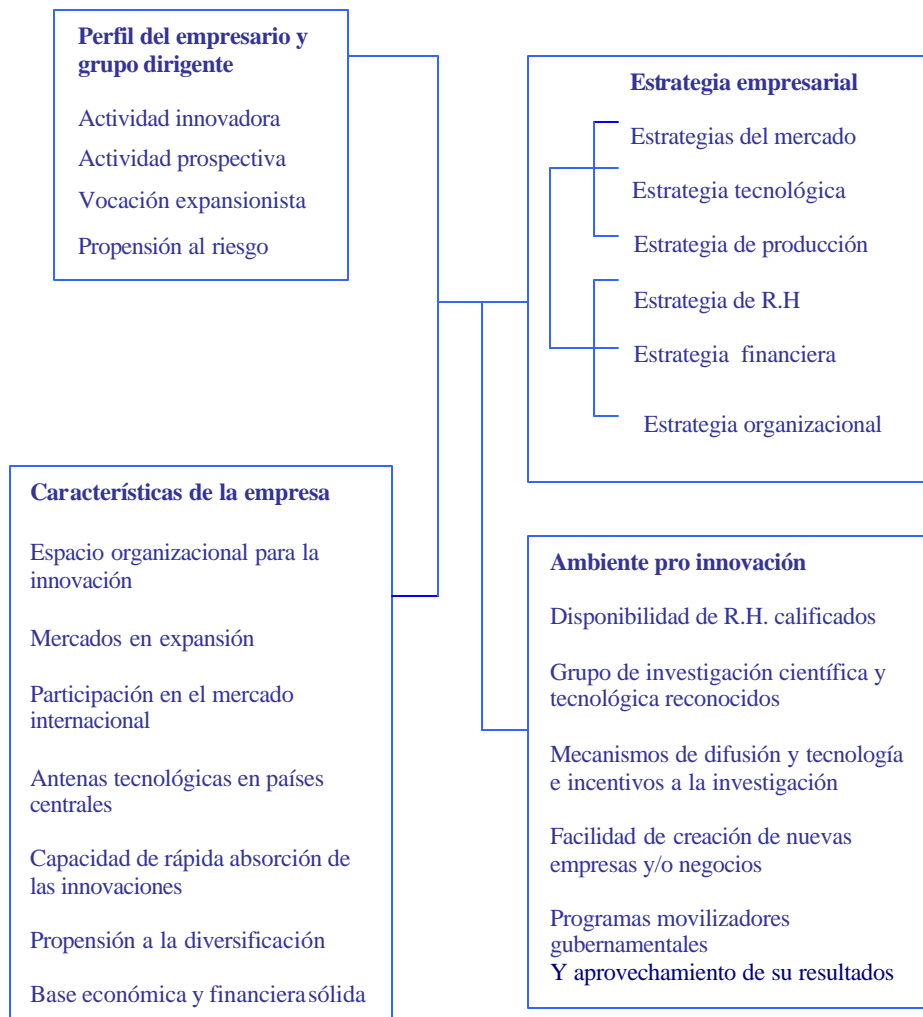 Perfil del empresario y
grupo dirigente
Actividad innovadora
Actividad prospectiva
Vocación expansionista
Propensión al riesgo
Estrategia empresarial
Estrategias del mercado
Estrategia tecnológica
Estrategia de producción
Estrategia de R.H
Estrategia financiera
Estrategia organizacional
Características de la empresa
Espacio organizacional para la
innovación
Mercados en expansión
Participación en el mercado
internacional
Antenas tecnológicas en países
centrales
Capacidad de rápida absorción de
las innovaciones
Propensión a la diversificación
Base económica y financiera sólida
Ambiente pro innovación
Disponibilidad de R.H. calificados
Grupo de investigación científica y
tecnológica reconocidos
Mecanismos de difusión y tecnología
e incentivos a la investigación
Facilidad de creación de nuevas
empresas y/o negocios
Programas movilizadores
gubernamentales
Y aprovechamiento de su resultados